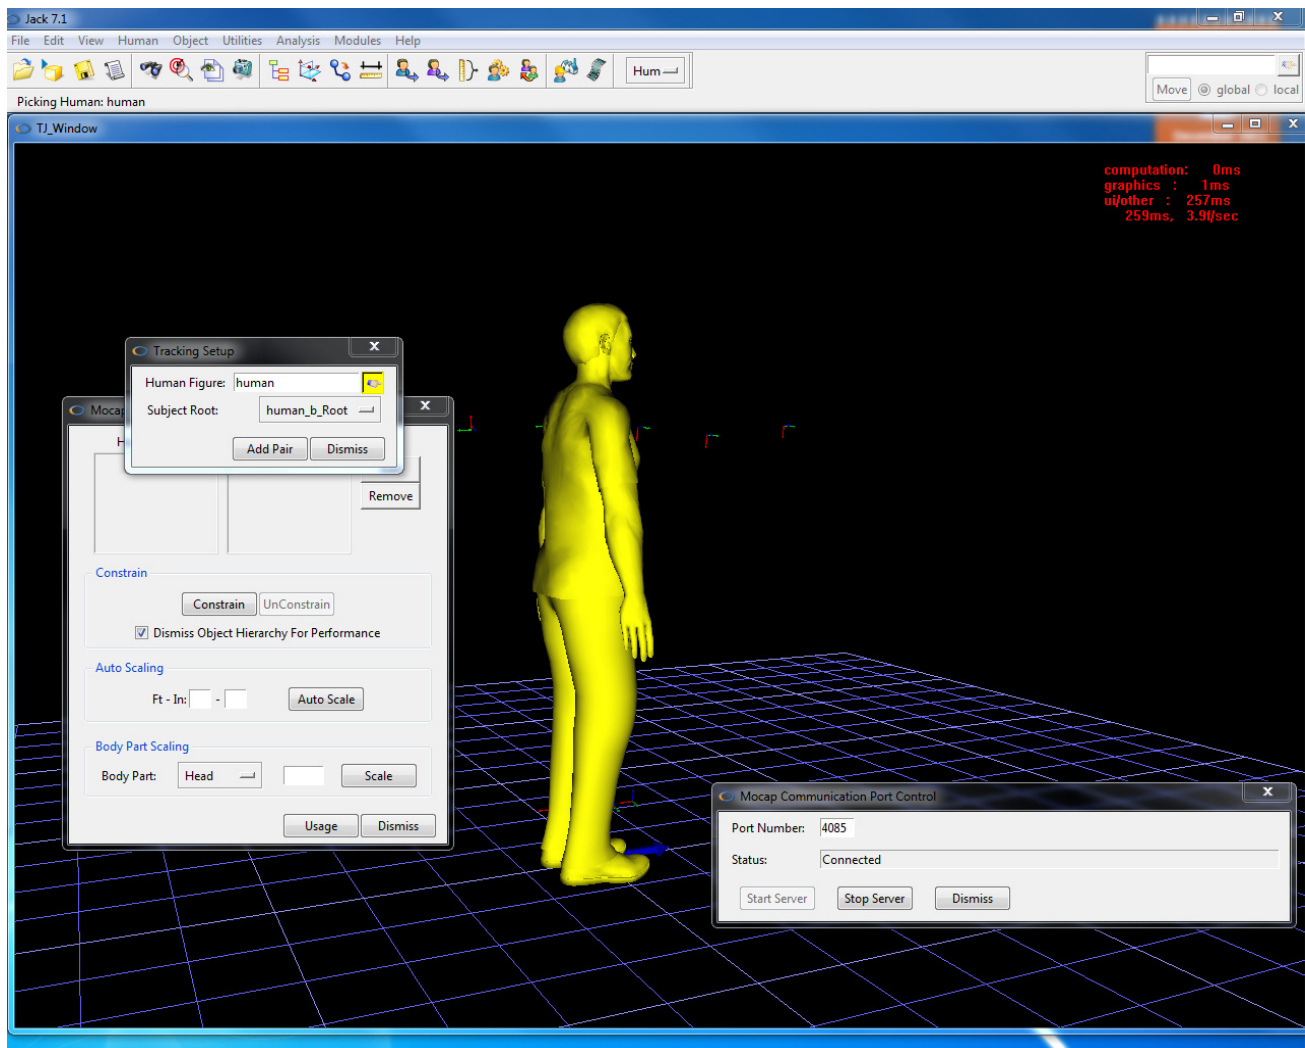 Jack 7.1
File Edit View Human Object Utilities Analysis Modules Help
Hum
Move global local
Picking Human: human
TJ_Window
computation: 0ms
graphics : 1ms
ui/other : 257ms
259ms, 3.9f/sec
Tracking Setup
Human Figure: human
Subject Root: human_b_Root
Add Pair Dismiss
Mocap
H
Remove
Constrain
Constrain UnConstrain
Dismiss Object Hierarchy For Performance
Auto Scaling
Ft - In: - Auto Scale
Body Part Scaling
Body Part: Head Scale
Usage Dismiss
Mocap Communication Port Control
Port Number: 4085
Status: Connected
Start Server Stop Server Dismiss